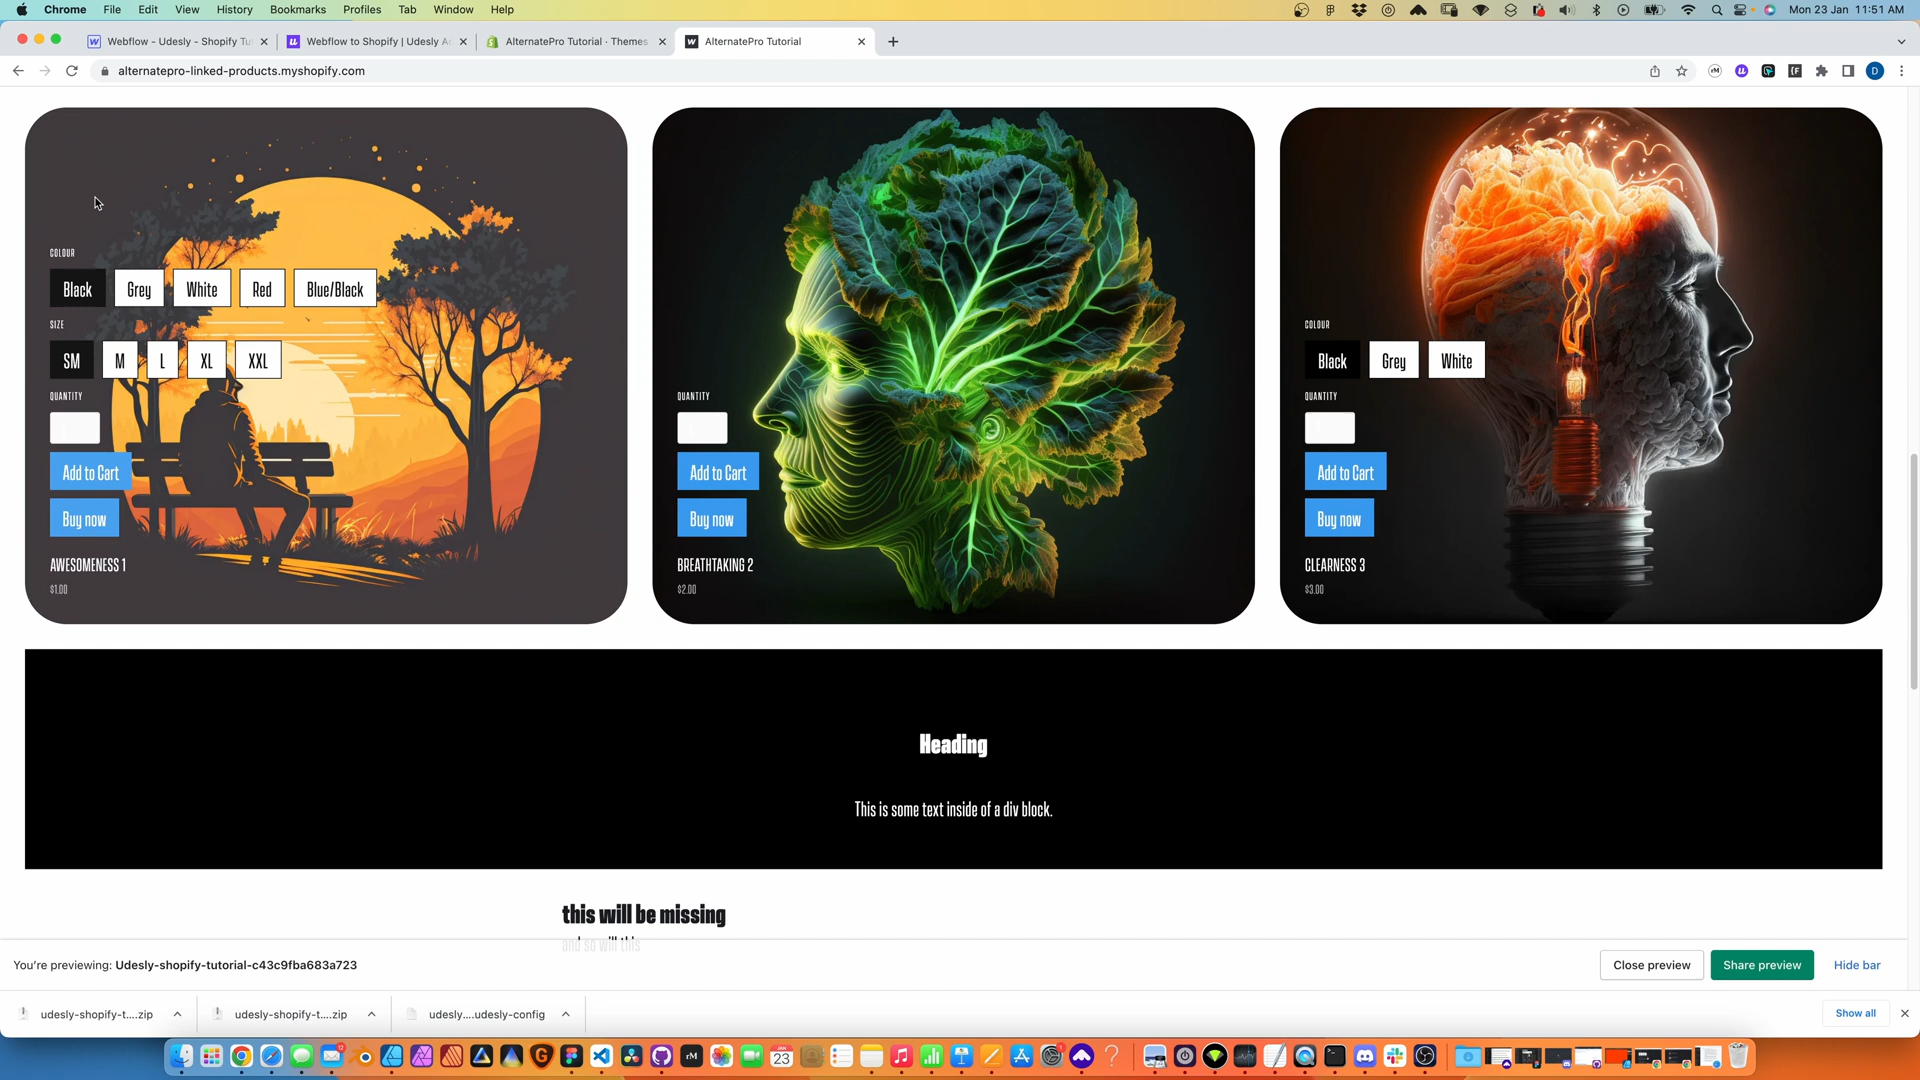 Chrome File Edit View History Bookmarks Profiles Tab Window Help Mon 23 Jan 11:51 AM
Webflow - Udesly - Shopify Tu Webflow to Shopify | Udesly A AlternatePro Tutorial · Themes AlternatePro Tutorial
alternatepro-linked-products.myshopify.com
COLOUR
Black Grey White Red Blue/Black
SIZE
SM M L XL XXL
QUANTITY
Add to Cart
Buy now
AWESOMENESS 1
$1.00
QUANTITY
Add to Cart
Buy now
BREATHTAKING 2
$2.00
COLOUR
Black Grey White
QUANTITY
Add to Cart
Buy now
CLEARNESS 3
$3.00
Heading
This is some text inside of a div block.
this will be missing
and so will this
You're previewing: Udesly-shopify-tutorial-c43c9fba683a723 Close preview Share preview Hide bar
udesly-shopify-t....zip udesly-shopify-t....zip udesly....udesly-config Show all